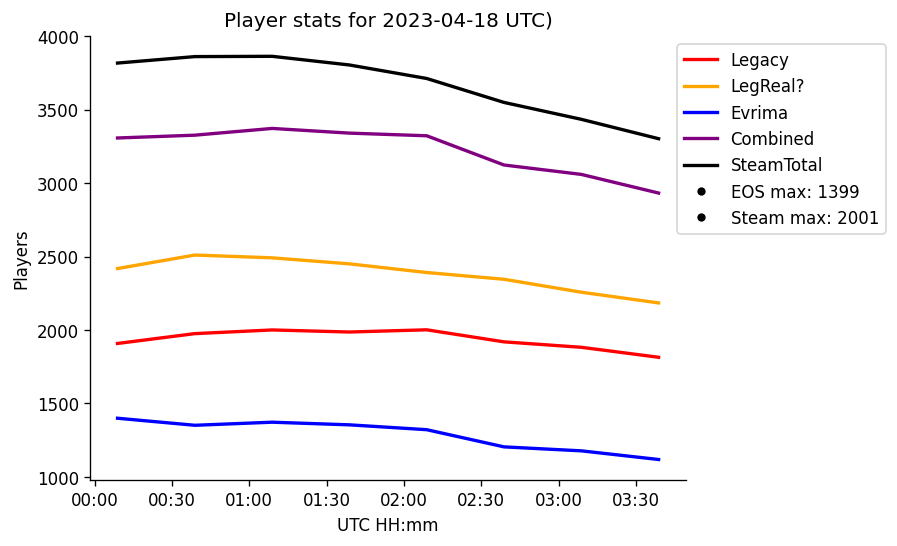 Player stats for 2023-04-18 UTC)
4000
3500
3000
2500
2000
1500
1000
Players
00:00 00:30 01:00 01:30 02:00 02:30 03:00 03:30
UTC HH:mm
Legacy
LegReal?
Evrima
Combined
SteamTotal
EOS max: 1399
Steam max: 2001